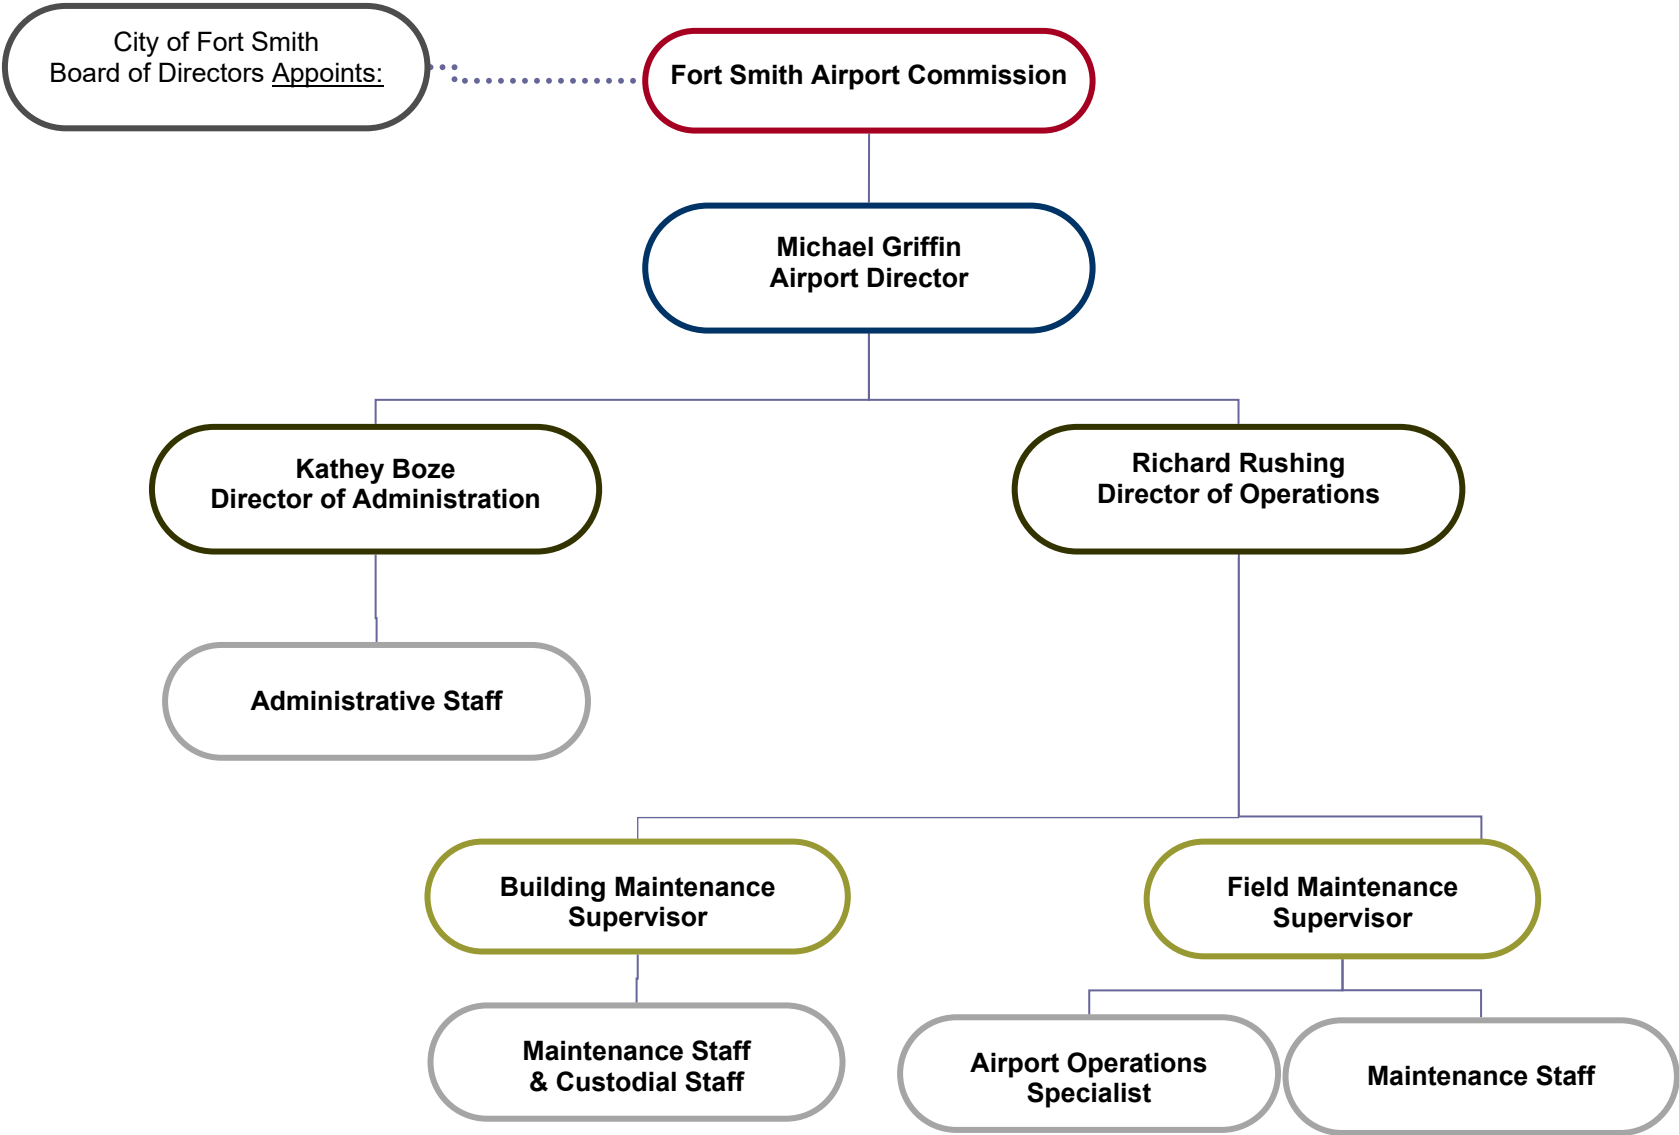 City of Fort Smith
Board of Directors Appoints:
Fort Smith Airport Commission
Michael Griffin
Airport Director
Kathey Boze
Director of Administration
Richard Rushing
Director of Operations
Administrative Staff
Building Maintenance
Supervisor
Field Maintenance
Supervisor
Maintenance Staff
& Custodial Staff
Airport Operations
Specialist
Maintenance Staff